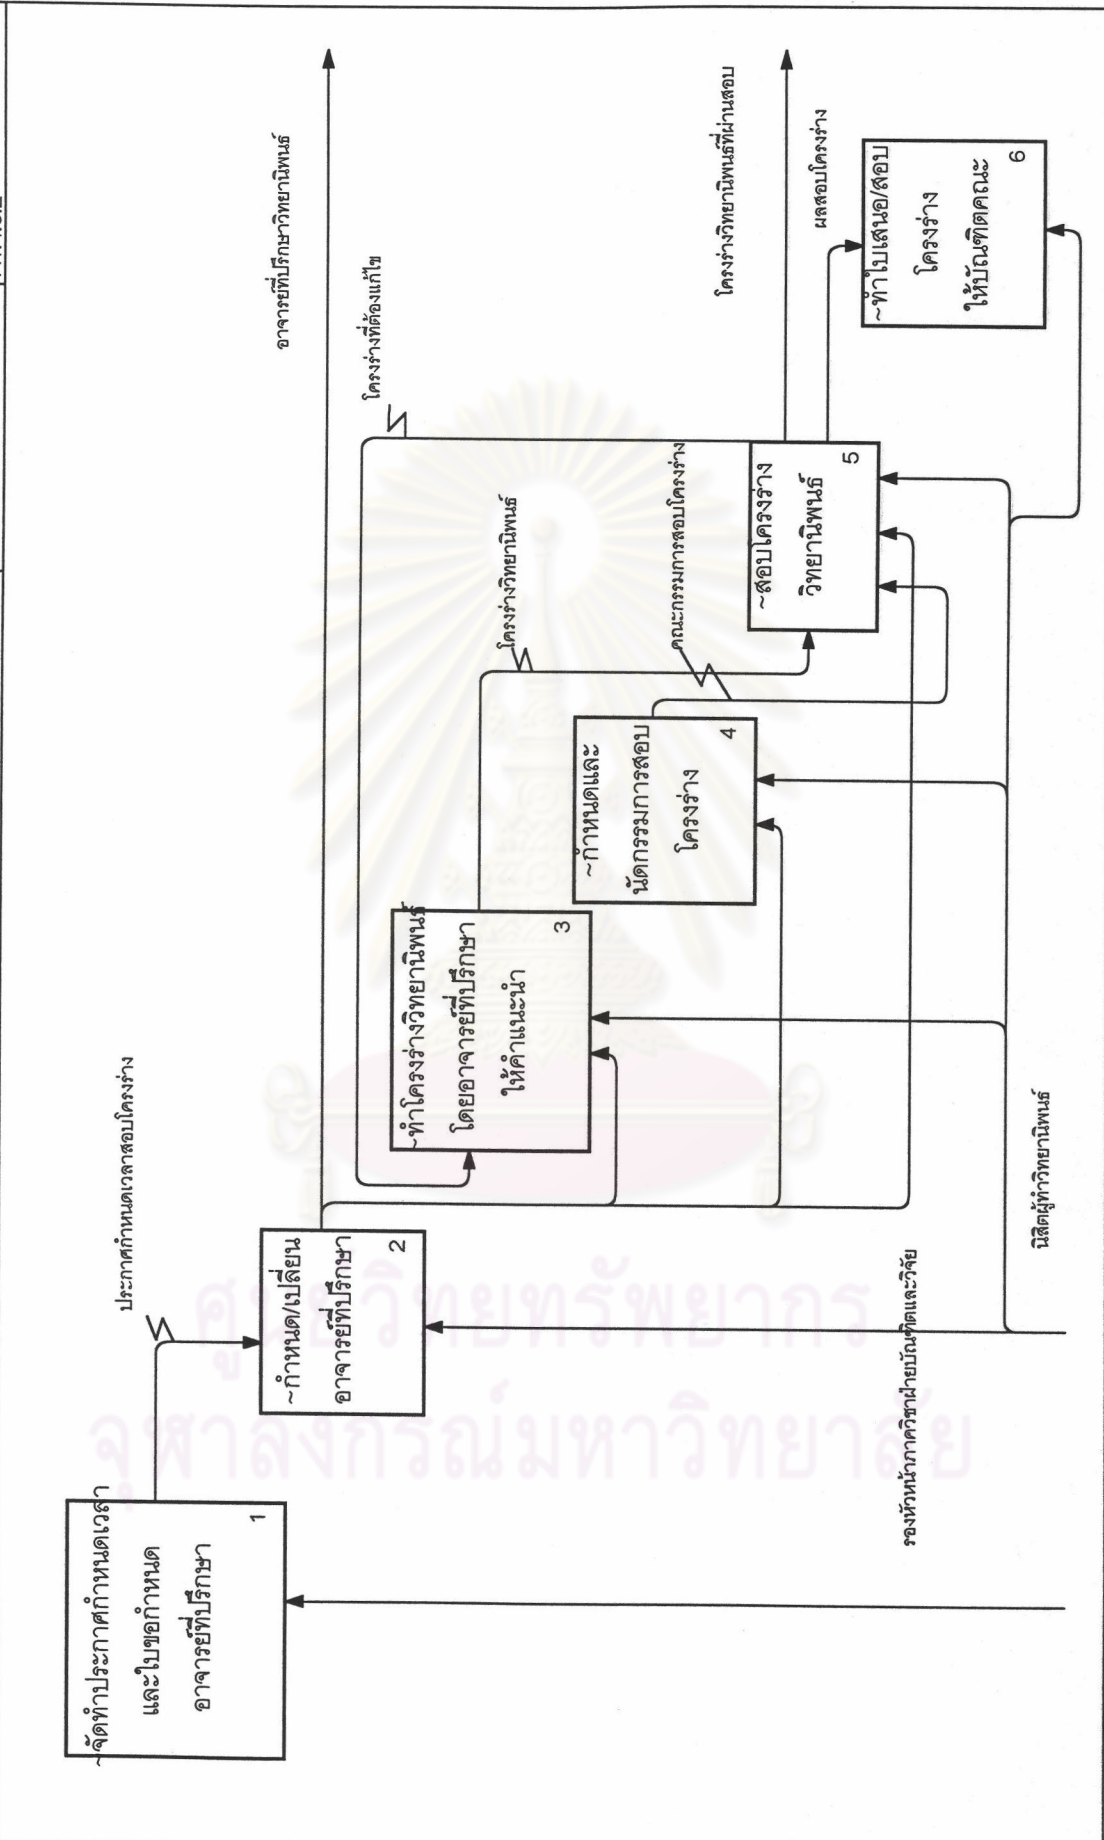 ~จัดทำประกาศกำหนดเวลา
และใบขอกำหนด
อาจารย์ที่ปรึกษา
1
ประกาศกำหนดเวลาสอบโครงร่าง
~กำหนด/เปลี่ยน
อาจารย์ที่ปรึกษา
2
อาจารย์ที่ปรึกษาวิทยานิพนธ์
โครงร่างที่ต้องแก้ไข
~ทำโครงร่างวิทยานิพนธ์
โดยอาจารย์ที่ปรึกษา
ให้คำแนะนำ
3
โครงร่างวิทยานิพนธ์
~กำหนดและ
นัดกรรมการสอบ
โครงร่าง
4
คณะกรรมการสอบโครงร่าง
~สอบโครงร่าง
วิทยานิพนธ์
5
โครงร่างวิทยานิพนธ์ที่ผ่านสอบ
ผลสอบโครงร่าง
~ทำใบเสนอ/สอบ
โครงร่าง
ให้บัณฑิตคณะ
6
รองหัวหน้าภาควิชาฝ่ายบัณฑิตและวิจัย
นิสิตผู้ทำวิทยานิพนธ์
ศูนย์วิทยทรัพยากร
จุฬาลงกรณ์มหาวิทยาลัย